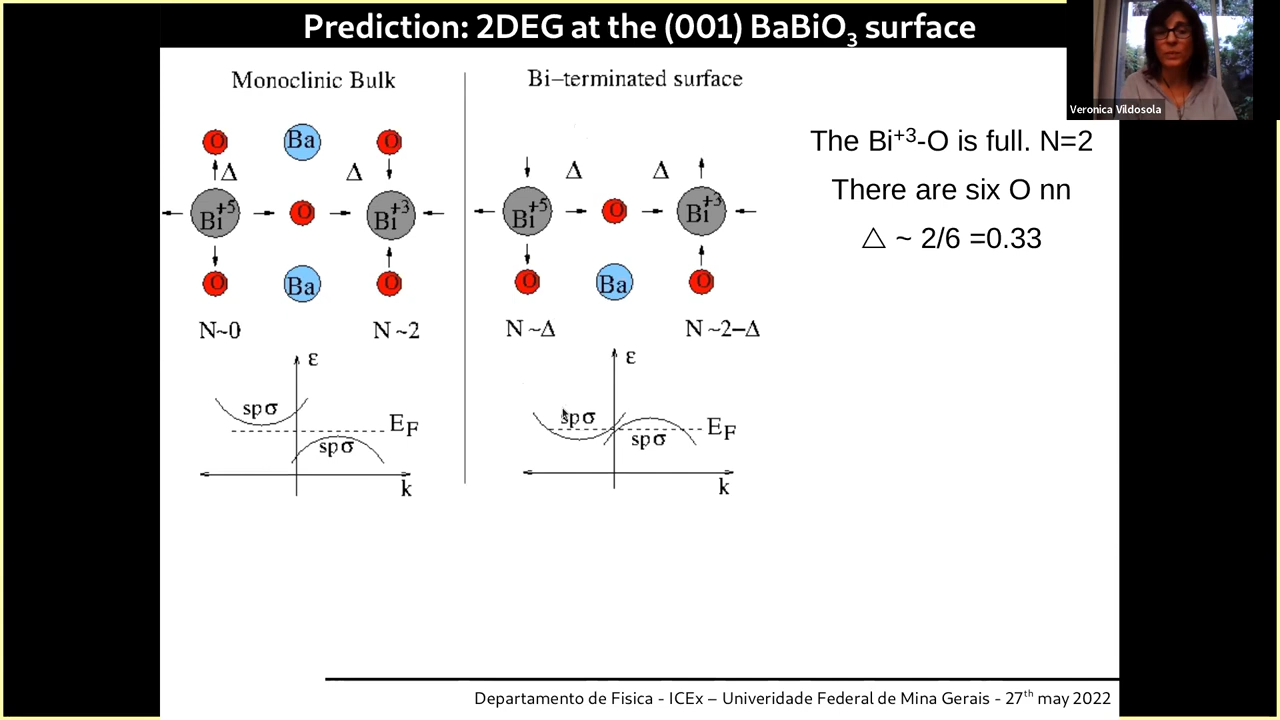 Prediction: 2DEG at the (001) BaBiO₃ surface
Veronica Vildosola
Monoclinic Bulk
O Ba O
Δ Δ
Bi+5 O Bi+3
O Ba O
N~0 N~2
ε
spσ
E_F
spσ
k
Bi–terminated surface
Δ Δ
Bi+5 O Bi+3
O Ba O
N~Δ N~2–Δ
ε
spσ
E_F
spσ
k
The Bi⁺³-O is full. N=2
There are six O nn
△ ~ 2/6 =0.33
Departamento de Fisica - ICEx – Univeridade Federal de Mina Gerais - 27th may 2022